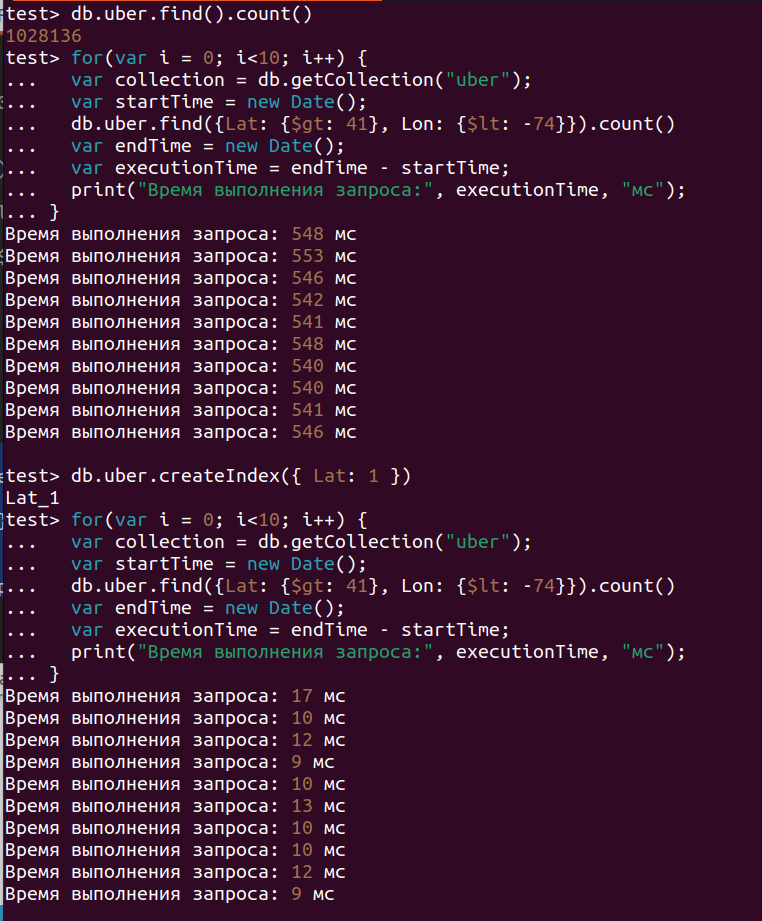 test> db.uber.find().count()
1028136
test> for(var i = 0; i<10; i++) {
...   var collection = db.getCollection("uber");
...   var startTime = new Date();
...   db.uber.find({Lat: {$gt: 41}, Lon: {$lt: -74}}).count()
...   var endTime = new Date();
...   var executionTime = endTime - startTime;
...   print("Время выполнения запроса:", executionTime, "мс");
... }
Время выполнения запроса: 548 мс
Время выполнения запроса: 553 мс
Время выполнения запроса: 546 мс
Время выполнения запроса: 542 мс
Время выполнения запроса: 541 мс
Время выполнения запроса: 548 мс
Время выполнения запроса: 540 мс
Время выполнения запроса: 540 мс
Время выполнения запроса: 541 мс
Время выполнения запроса: 546 мс
test> db.uber.createIndex({ Lat: 1 })
Lat_1
test> for(var i = 0; i<10; i++) {
...   var collection = db.getCollection("uber");
...   var startTime = new Date();
...   db.uber.find({Lat: {$gt: 41}, Lon: {$lt: -74}}).count()
...   var endTime = new Date();
...   var executionTime = endTime - startTime;
...   print("Время выполнения запроса:", executionTime, "мс");
... }
Время выполнения запроса: 17 мс
Время выполнения запроса: 10 мс
Время выполнения запроса: 12 мс
Время выполнения запроса: 9 мс
Время выполнения запроса: 10 мс
Время выполнения запроса: 13 мс
Время выполнения запроса: 10 мс
Время выполнения запроса: 10 мс
Время выполнения запроса: 12 мс
Время выполнения запроса: 9 мс